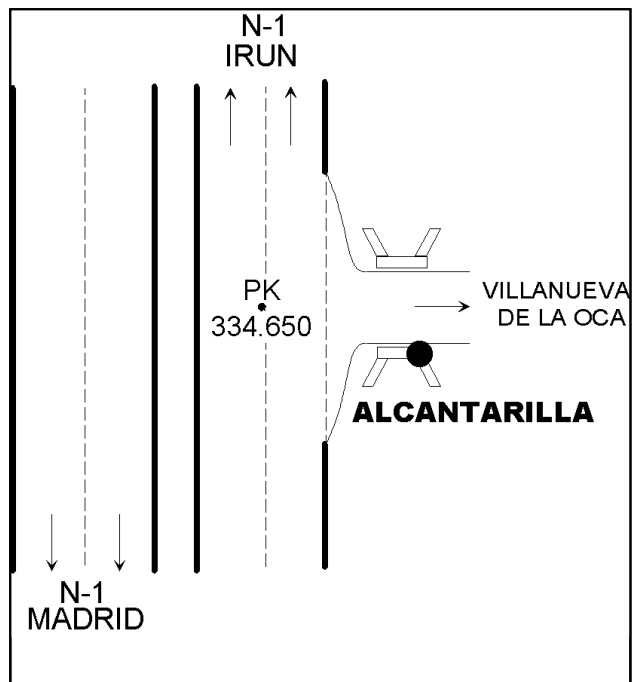 N-1
IRUN
PK
334.650
VILLANUEVA
DE LA OCA
ALCANTARILLA
N-1
MADRID